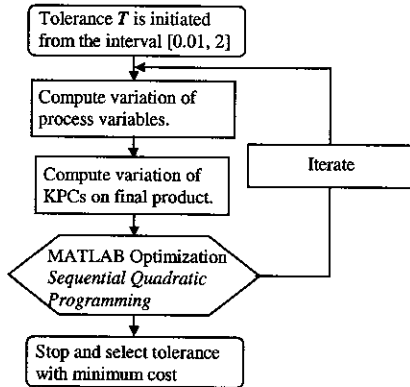 Tolerance T is initiated
from the interval [0.01, 2]
Compute variation of
process variables.
Iterate
Compute variation of
KPCs on final product.
MATLAB Optimization
Sequential Quadratic
Programming
Stop and select tolerance
with minimum cost